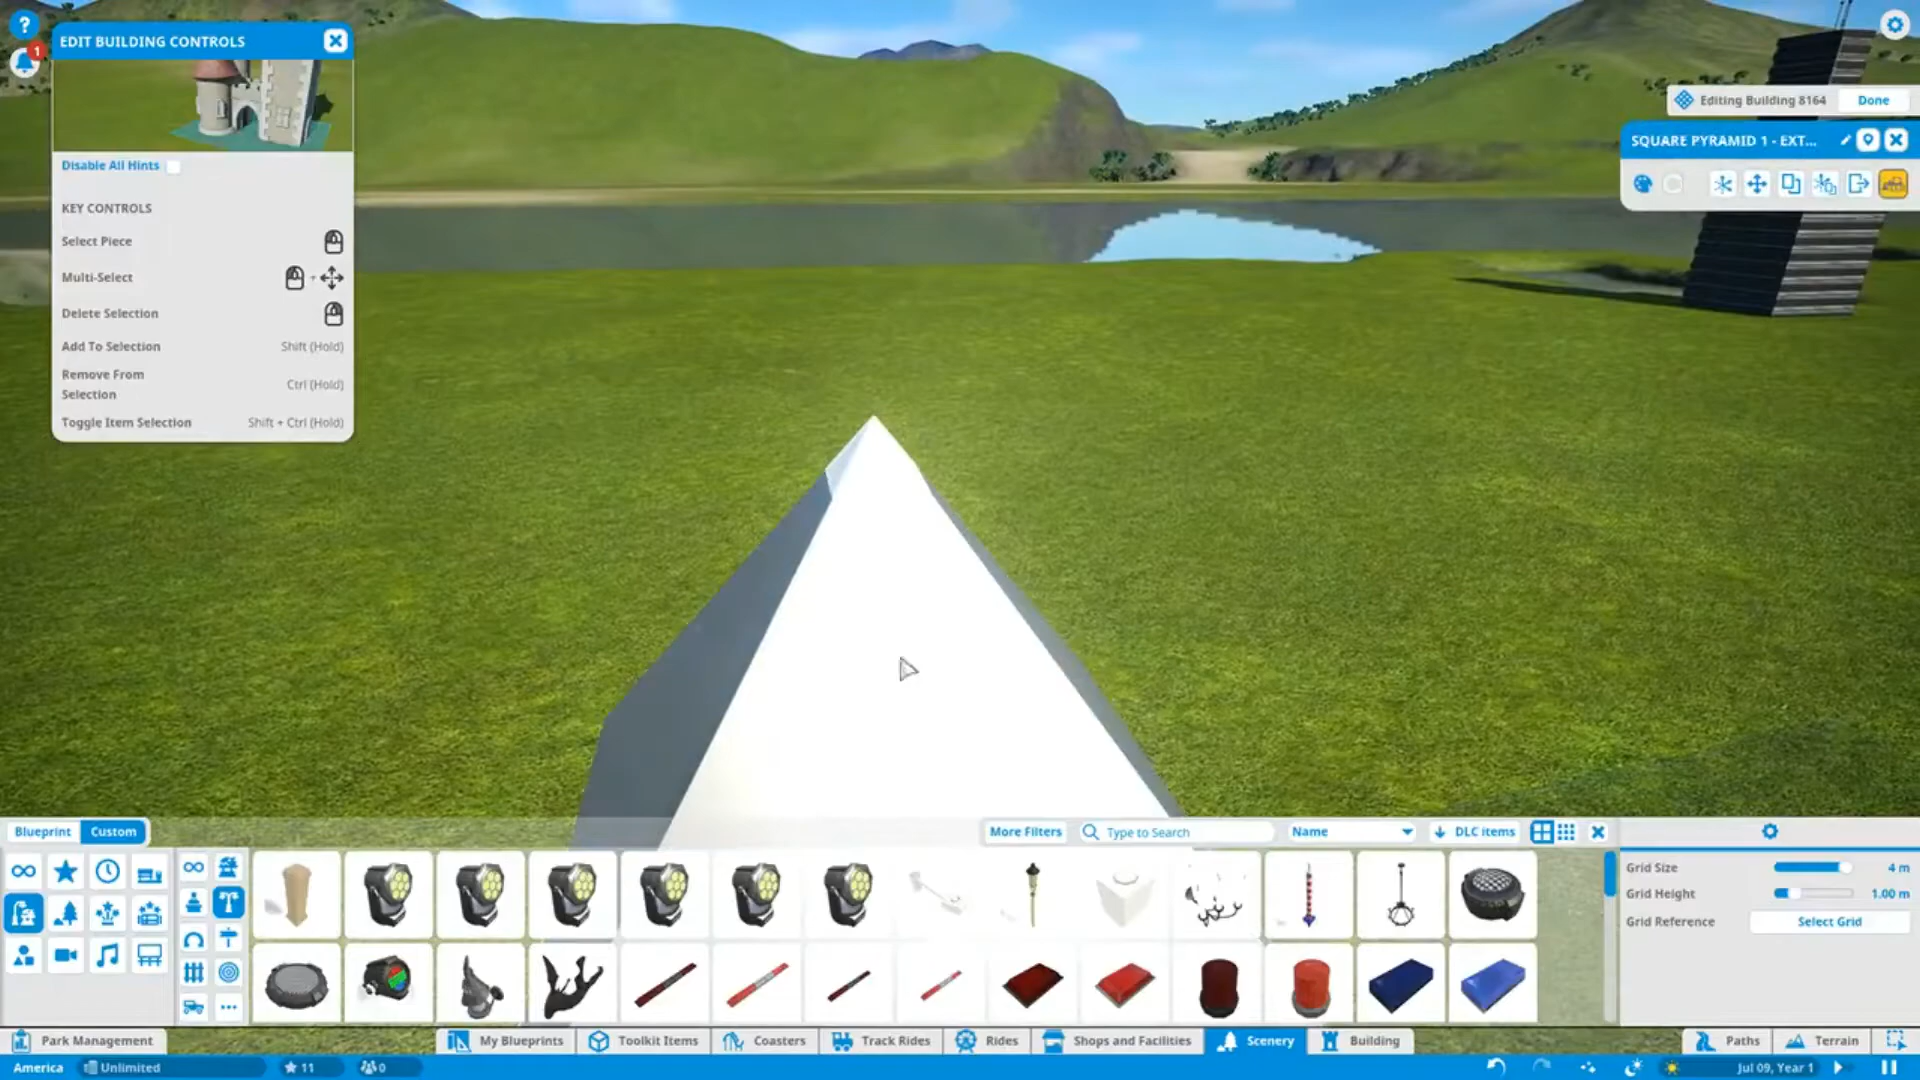 ?
1
EDIT BUILDING CONTROLS
Disable All Hints
KEY CONTROLS
Select Piece
Multi-Select
+
Delete Selection
Add To Selection Shift (Hold)
Remove From
Selection
Ctrl (Hold)
Toggle Item Selection Shift + Ctrl (Hold)
Editing Building 8164 Done
SQUARE PYRAMID 1 - EXT...
Blueprint Custom
More Filters Type to Search Name DLC items
Grid Size 4 m
Grid Height 1.00 m
Grid Reference Select Grid
Park Management My Blueprints Toolkit Items Coasters Track Rides Rides Shops and Facilities Scenery Building Paths Terrain
America Unlimited 11 0 Jul 09, Year 1